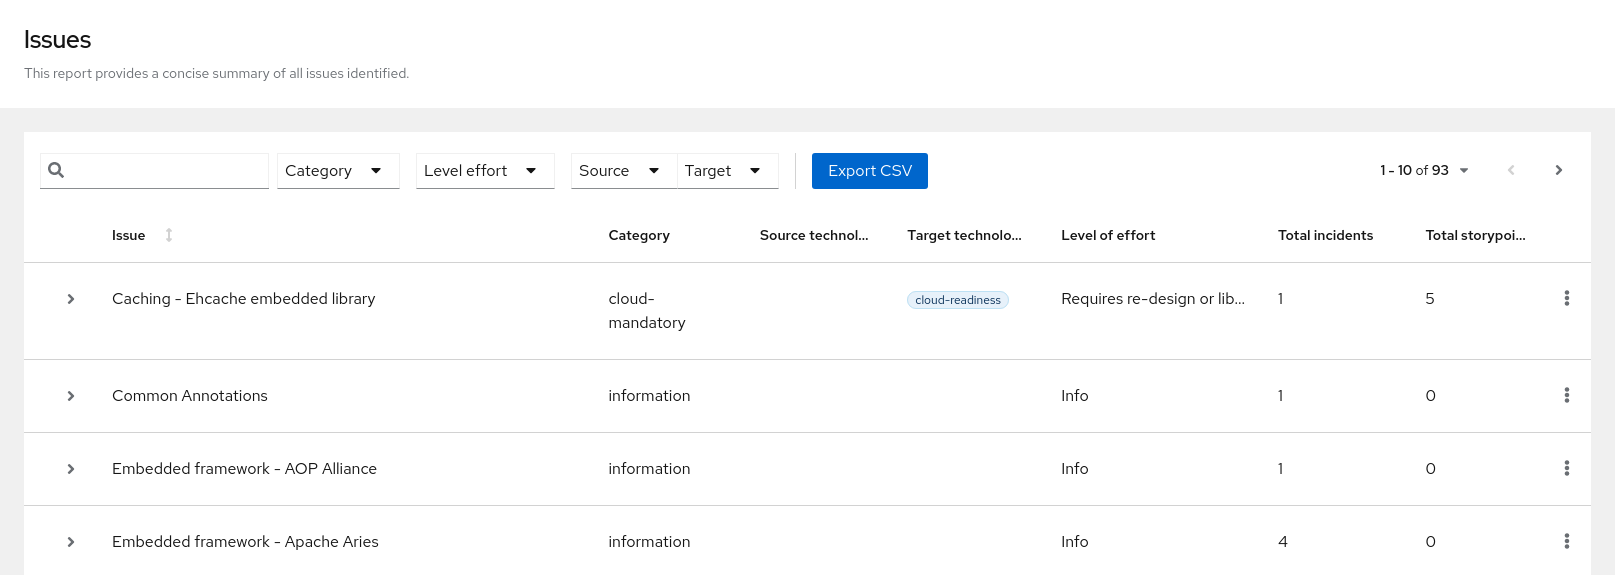 Issues
This report provides a concise summary of all issues identified.
Category Level effort Source Target Export CSV 1 - 10 of 93
Issue Category Source technol... Target technolo... Level of effort Total incidents Total storypoi...
Caching - Ehcache embedded library cloud-mandatory cloud-readiness Requires re-design or lib... 1 5
Common Annotations information Info 1 0
Embedded framework - AOP Alliance information Info 1 0
Embedded framework - Apache Aries information Info 4 0